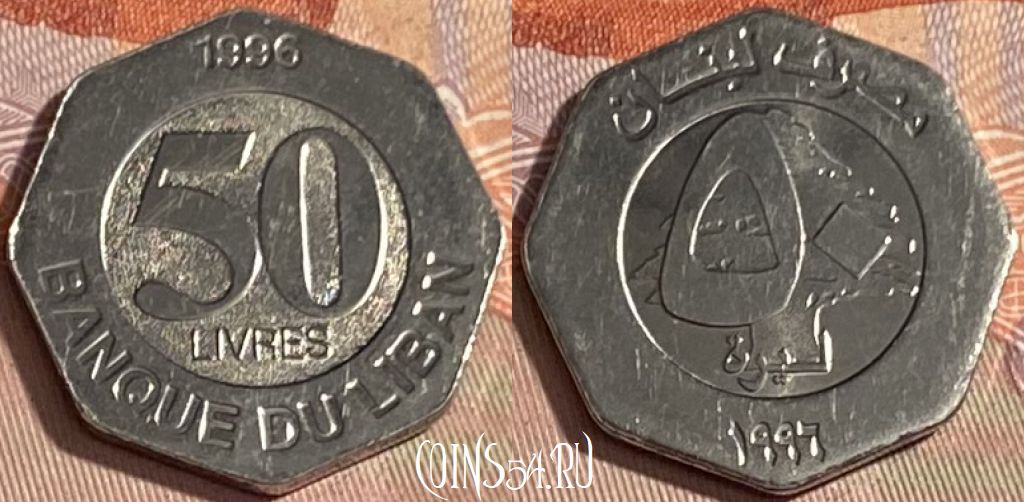 1996
50
LIVRES
BANQUE DU LIBAN
مصرف لبنان
٥٠
ليرة
١٩٩٦
COINS54.RU